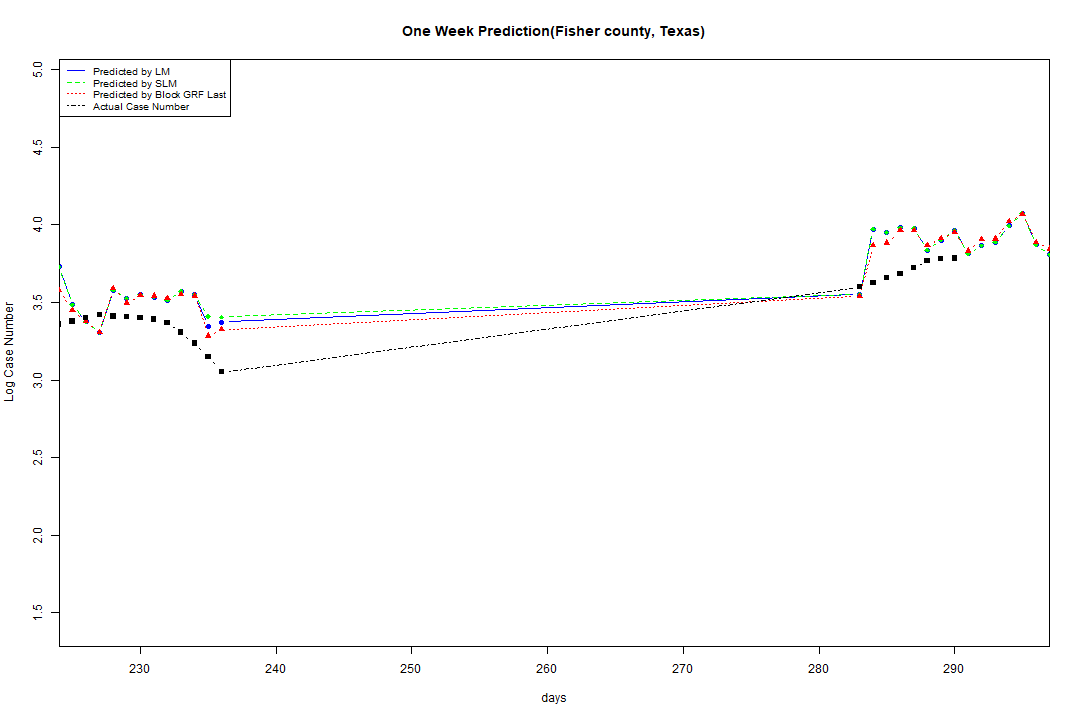 One Week Prediction(Fisher county, Texas)
Predicted by LM
Predicted by SLM
Predicted by Block GRF Last
Actual Case Number
5.0
4.5
4.0
3.5
3.0
2.5
2.0
1.5
Log Case Number
230 240 250 260 270 280 290
days